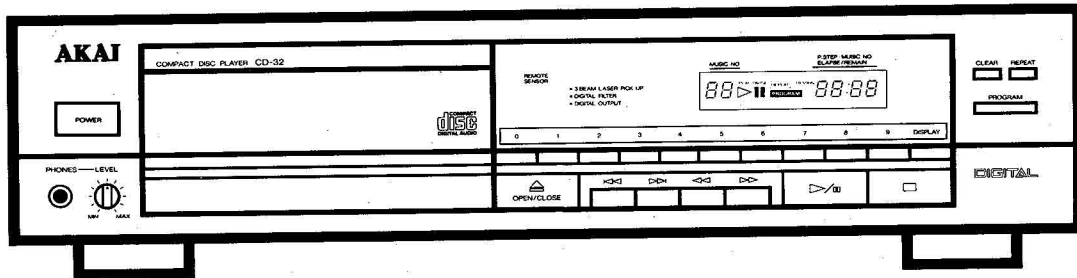 AKAI
COMPACT DISC PLAYER CD-32
POWER
PHONES LEVEL
MIN MAX
COMPACT
disc
DIGITAL AUDIO
REMOTE
SENSOR
3 BEAM LASER PICK UP
DIGITAL FILTER
DIGITAL OUTPUT
MUSIC NO
P.STEP MUSIC NO
ELAPSE/REMAIN
88 88:88
PROGRAM
0 1 2 3 4 5 6 7 8 9 DISPLAY
OPEN/CLOSE
CLEAR REPEAT
PROGRAM
DIGITAL